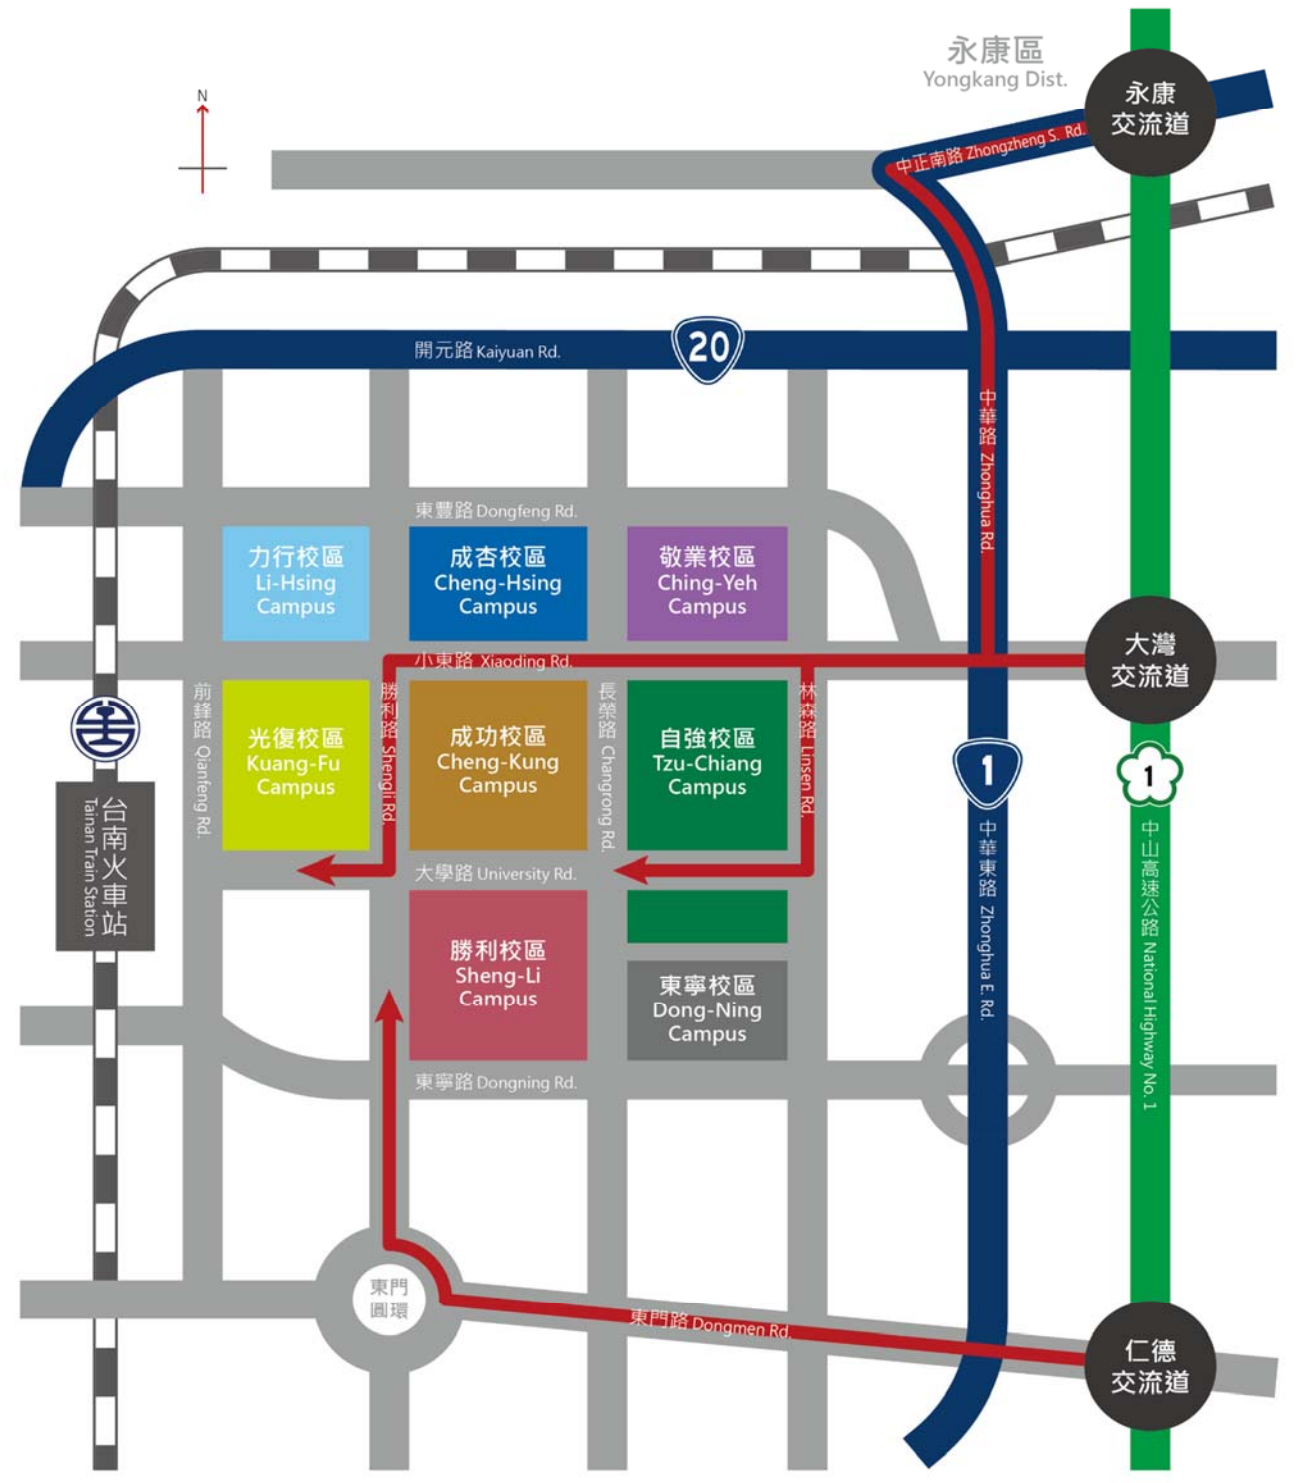 永康區
Yongkang Dist.
永康
交流道
N
中正南路 Zhongzheng S. Rd.
開元路 Kaiyuan Rd.
20
中華路 Zhonghua Rd.
東豐路 Dongfeng Rd.
力行校區
Li-Hsing
Campus
成杏校區
Cheng-Hsing
Campus
敬業校區
Ching-Yeh
Campus
小東路 Xiaoding Rd.
大灣
交流道
前鋒路 Qianfeng Rd.
光復校區
Kuang-Fu
Campus
勝利路 Shengli Rd.
成功校區
Cheng-Kung
Campus
長榮路 Changrong Rd.
自強校區
Tzu-Chiang
Campus
林森路 Linsen Rd.
1
1
台南火車站
Tainan Train Station
中華東路 Zhonghua E. Rd.
中山高速公路 National Highway No. 1
大學路 University Rd.
勝利校區
Sheng-Li
Campus
東寧校區
Dong-Ning
Campus
東寧路 Dongning Rd.
東門
圓環
東門路 Dongmen Rd.
仁德
交流道